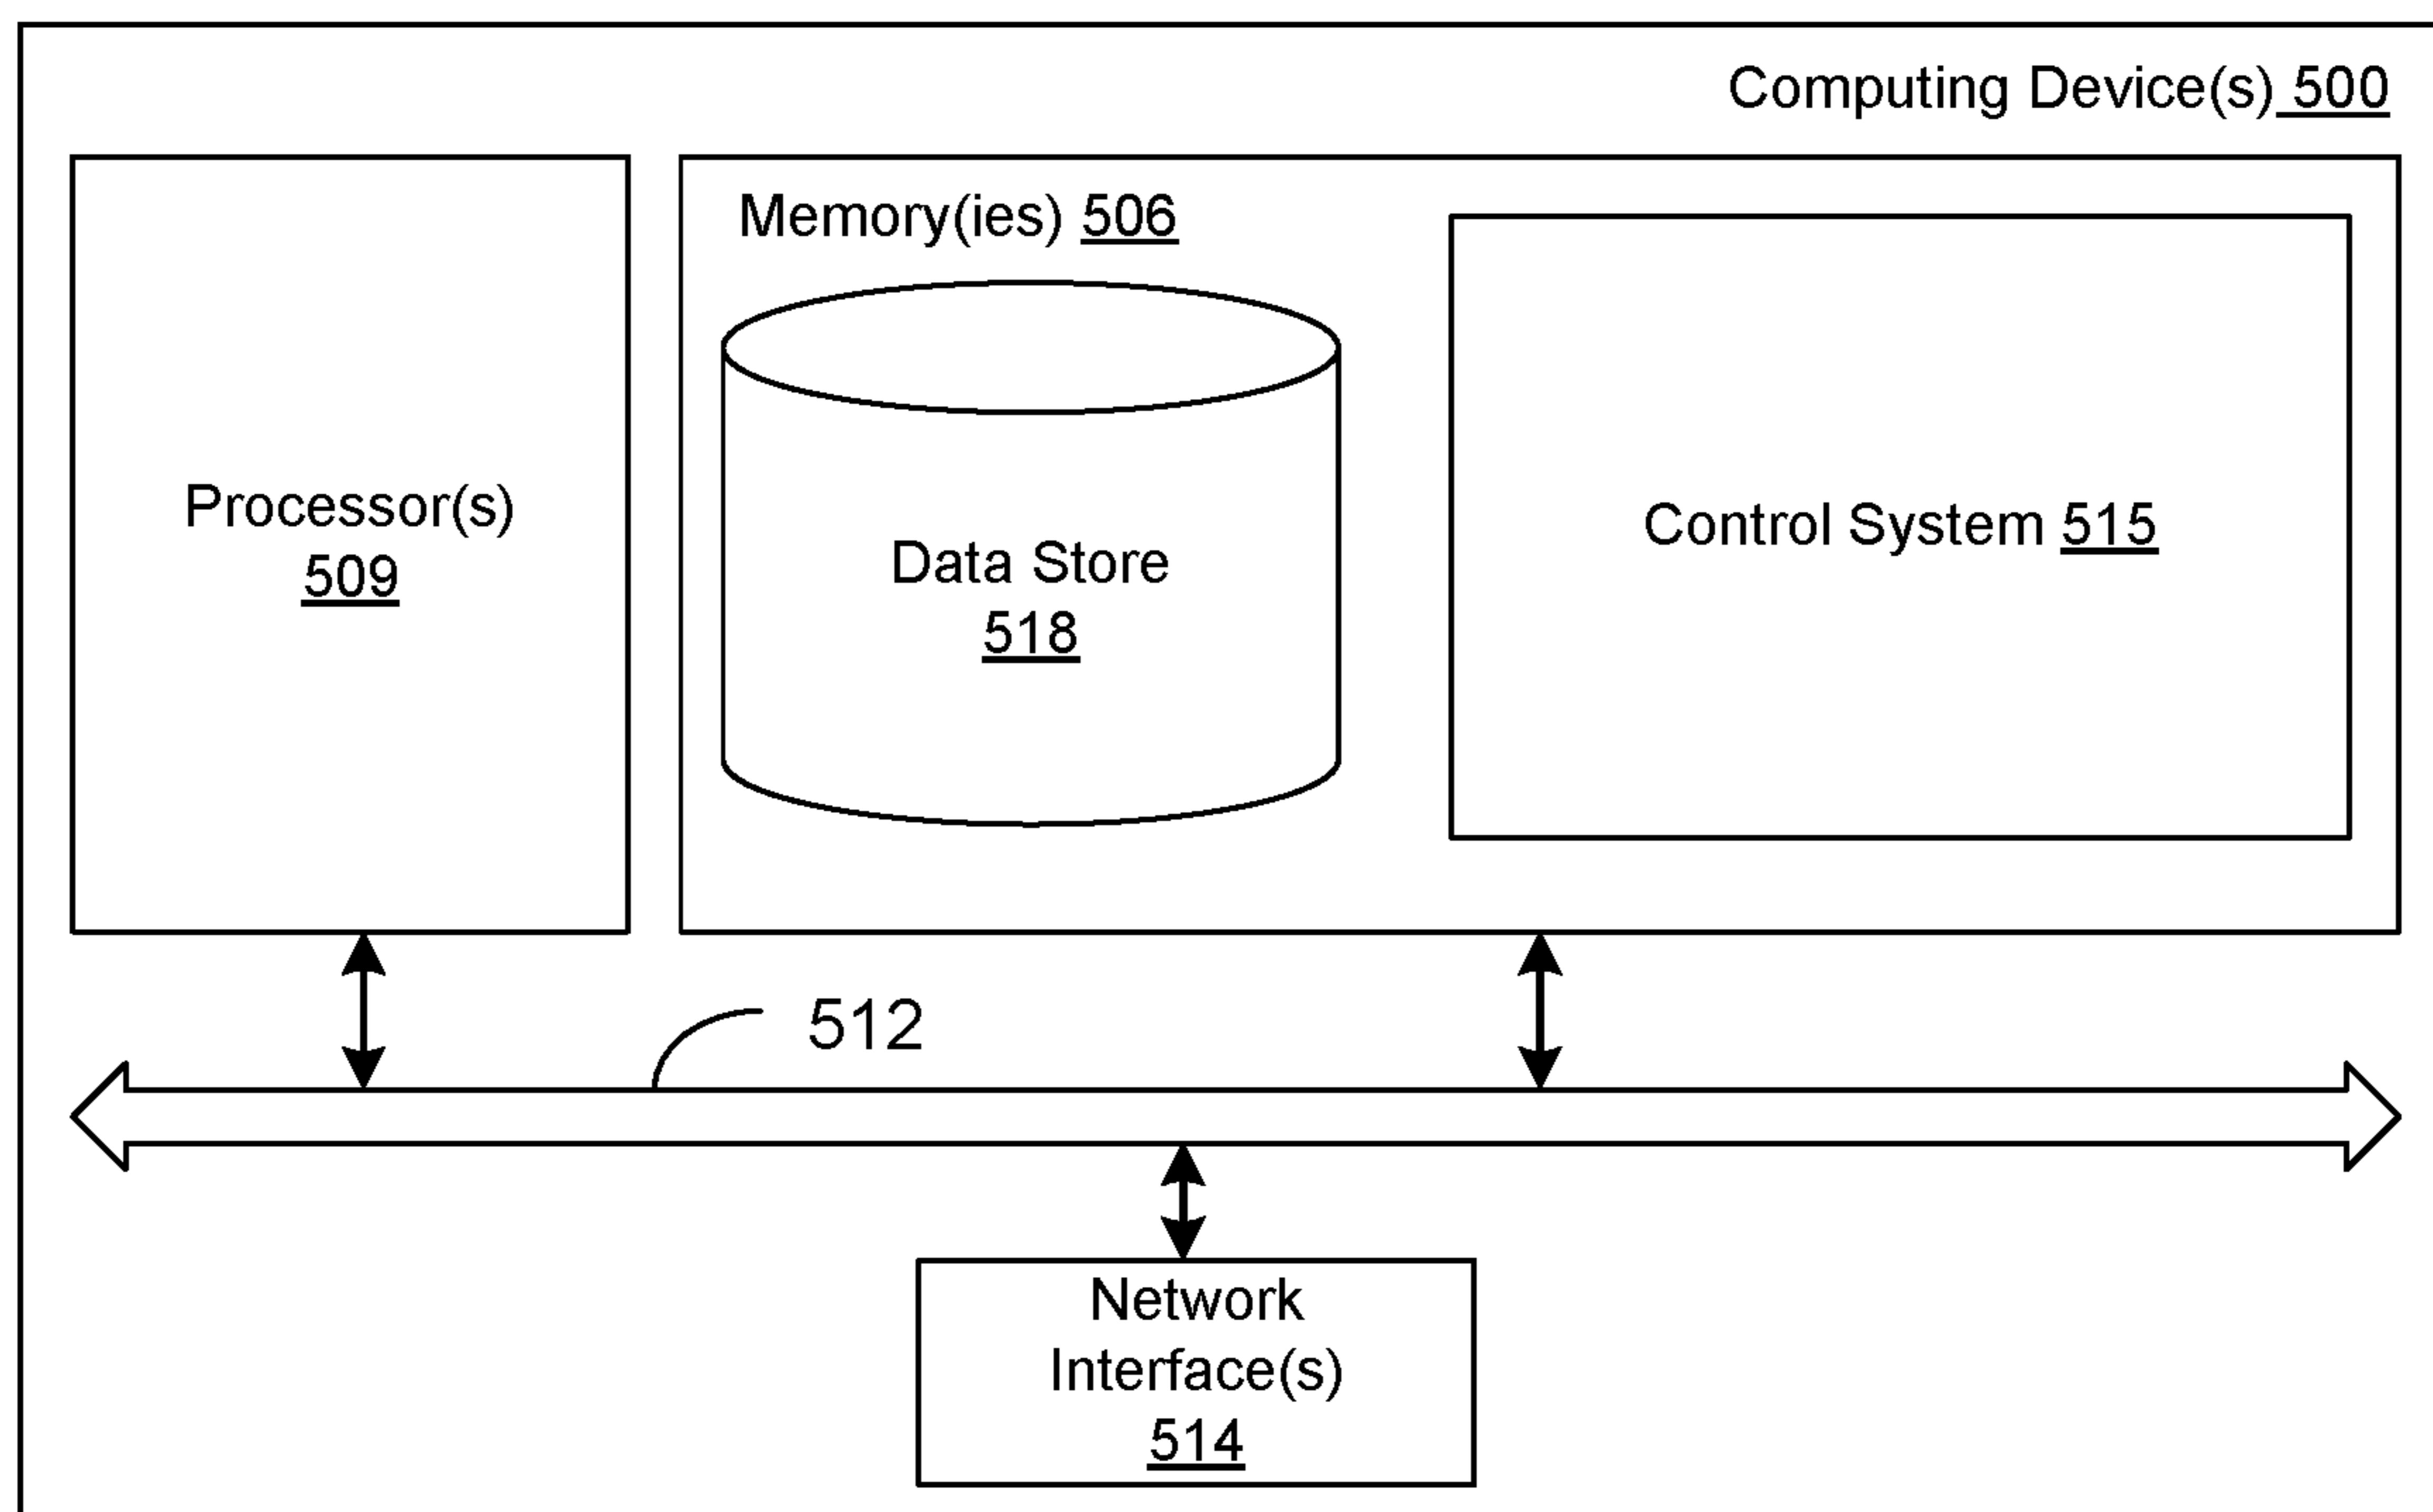 Computing Device(s) 500
Memory(ies) 506
Processor(s)
509
Data Store
518
Control System 515
512
Network
Interface(s)
514